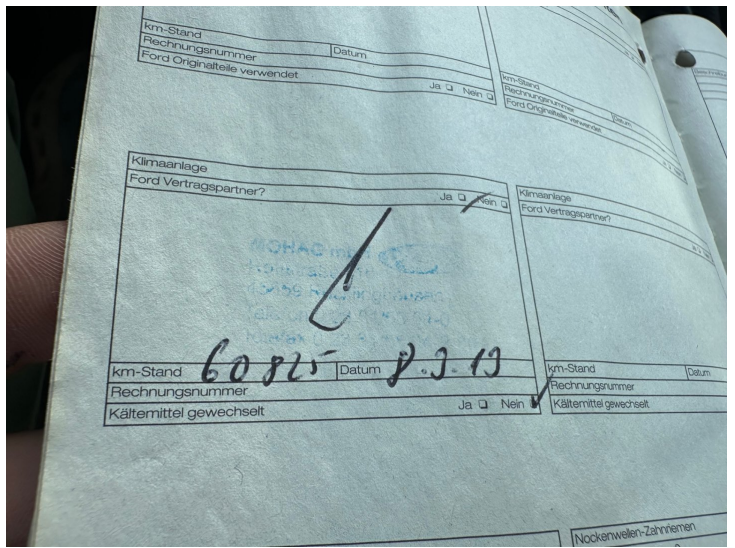 km-Stand
Rechnungsnummer Datum
Ford Originalteile verwendet
Ja ❏ Nein ❏
km-Stand
Rechnungsnummer Datum
Ford Originalteile verwendet
Klimaanlage
Ford Vertragspartner?
Ja ❏ Nein ❏
MOHAG
km-Stand 60825 Datum 8.3.19
Rechnungsnummer
Kältemittel gewechselt Ja ❏ Nein
Klimaanlage
Ford Vertragspartner?
km-Stand Datum
Rechnungsnummer
Kältemittel gewechselt
Nockenwellen-Zahnriemen